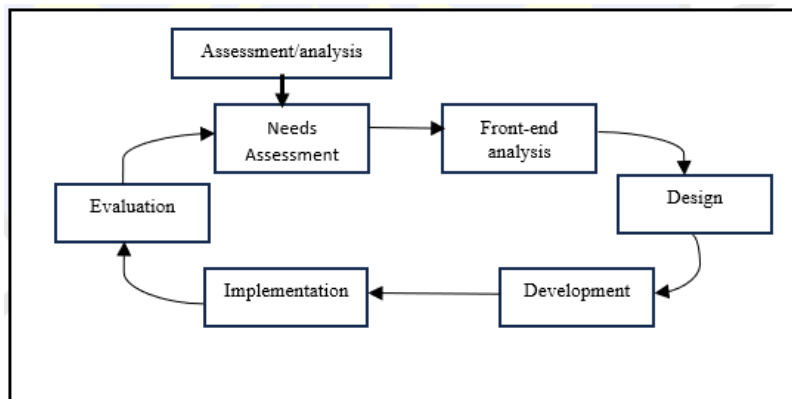 Assessment/analysis
Needs
Assessment
Front-end
analysis
Design
Development
Implementation
Evaluation